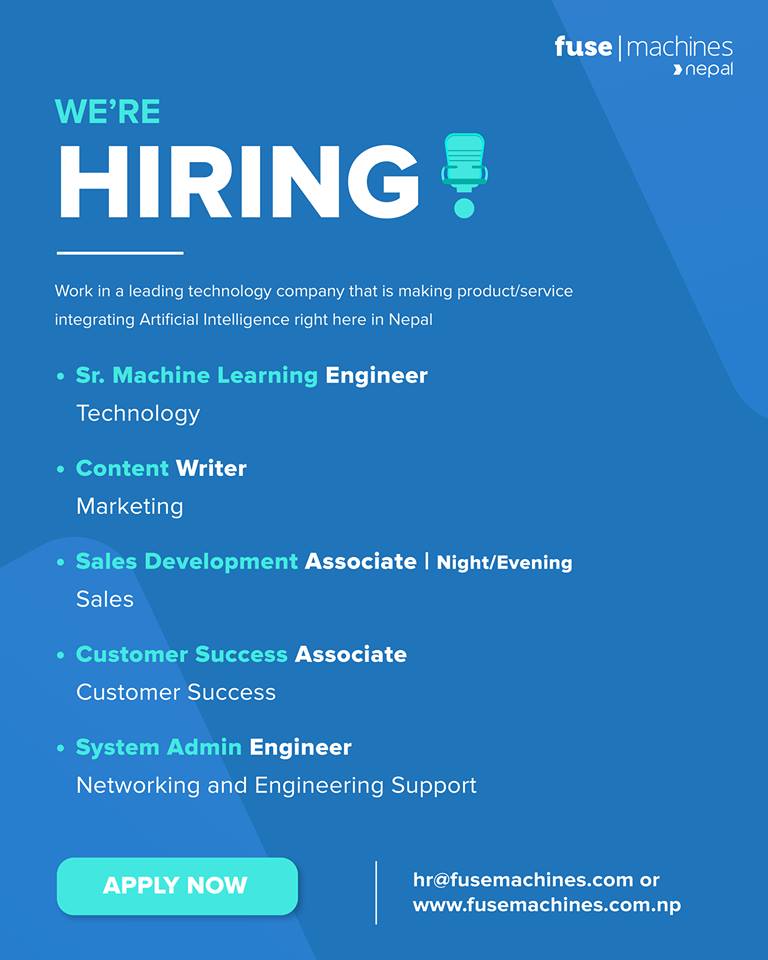 fuse | machines
nepal
WE'RE
HIRING
Work in a leading technology company that is making product/service
integrating Artificial Intelligence right here in Nepal
• Sr. Machine Learning Engineer
Technology
• Content Writer
Marketing
• Sales Development Associate | Night/Evening
Sales
• Customer Success Associate
Customer Success
• System Admin Engineer
Networking and Engineering Support
APPLY NOW
hr@fusemachines.com or
www.fusemachines.com.np